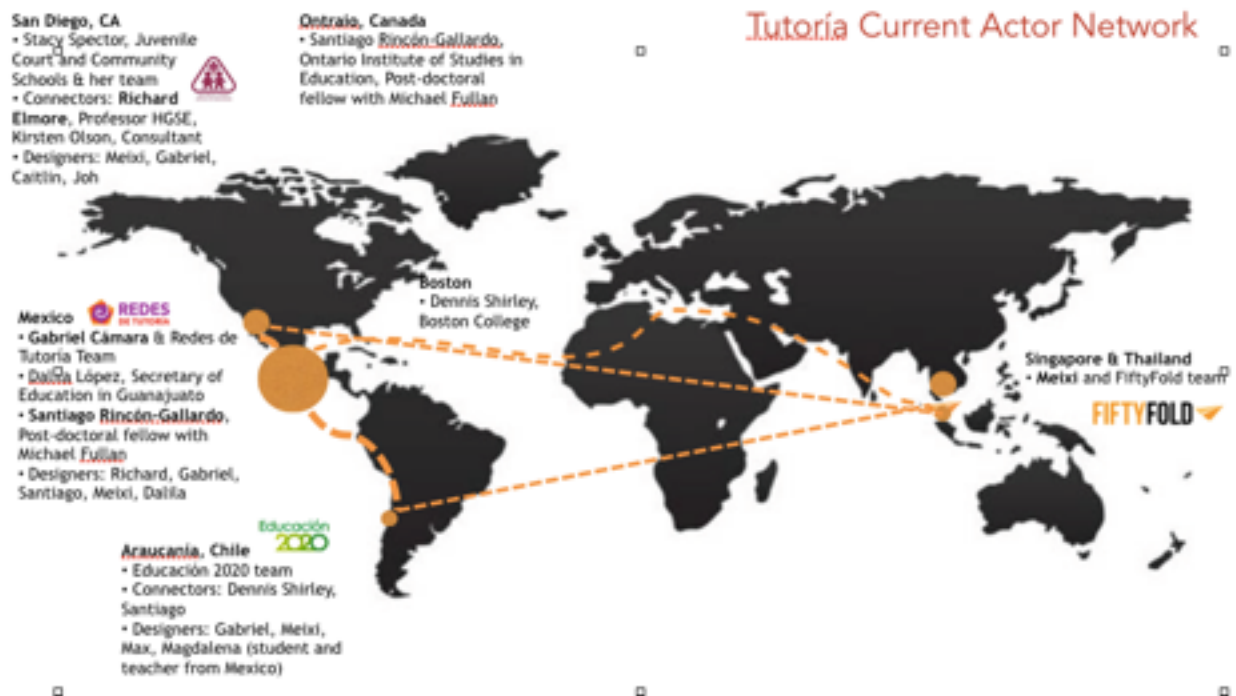 San Diego, CA
• Stacy Spector, Juvenile
Court and Community
Schools & her team
• Connectors: Richard
Elmore, Professor HGSE,
Kirsten Olson, Consultant
• Designers: Meixi, Gabriel,
Caitlin, Joh
Ontraio, Canada
• Santiago Rincón-Gallardo,
Ontario Institute of Studies in
Education, Post-doctoral
fellow with Michael Fullan
Tutoría Current Actor Network
Boston
• Dennis Shirley,
Boston College
Mexico
REDES
DE TUTORÍA
• Gabriel Cámara & Redes de
Tutoría Team
• Dalila López, Secretary of
Education in Guanajuato
• Santiago Rincón-Gallardo,
Post-doctoral fellow with
Michael Fullan
• Designers: Richard, Gabriel,
Santiago, Meixi, Dalila
Singapore & Thailand
• Meixi and FiftyFold team
FIFTYFOLD
Educación
2020
Araucanía, Chile
• Educación 2020 team
• Connectors: Dennis Shirley,
Santiago
• Designers: Gabriel, Meixi,
Max, Magdalena (student and
teacher from Mexico)